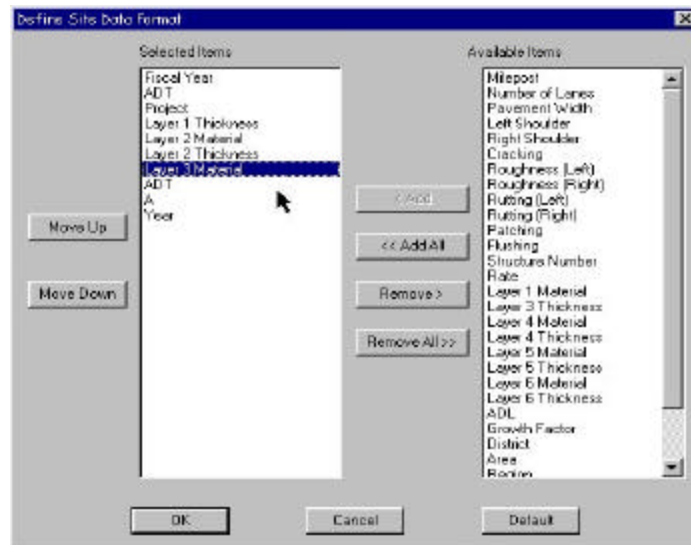 Define Site Data Format
Selected Items
Fiscal Year
ADT
Project
Layer 1 Thickness
Layer 2 Material
Layer 2 Thickness
Layer 3 Material
ADT
A
Year
Move Up
Move Down
< Add
<< Add All
Remove >
Remove All >>
Available Items
Milepost
Number of Lanes
Pavement Width
Left Shoulder
Right Shoulder
Cracking
Roughness (Left)
Roughness (Right)
Rutting (Left)
Rutting (Right)
Patching
Flushing
Structure Number
Rate
Layer 1 Material
Layer 3 Thickness
Layer 4 Material
Layer 4 Thickness
Layer 5 Material
Layer 5 Thickness
Layer 6 Material
Layer 6 Thickness
ADL
Growth Factor
District
Area
Region
OK
Cancel
Default